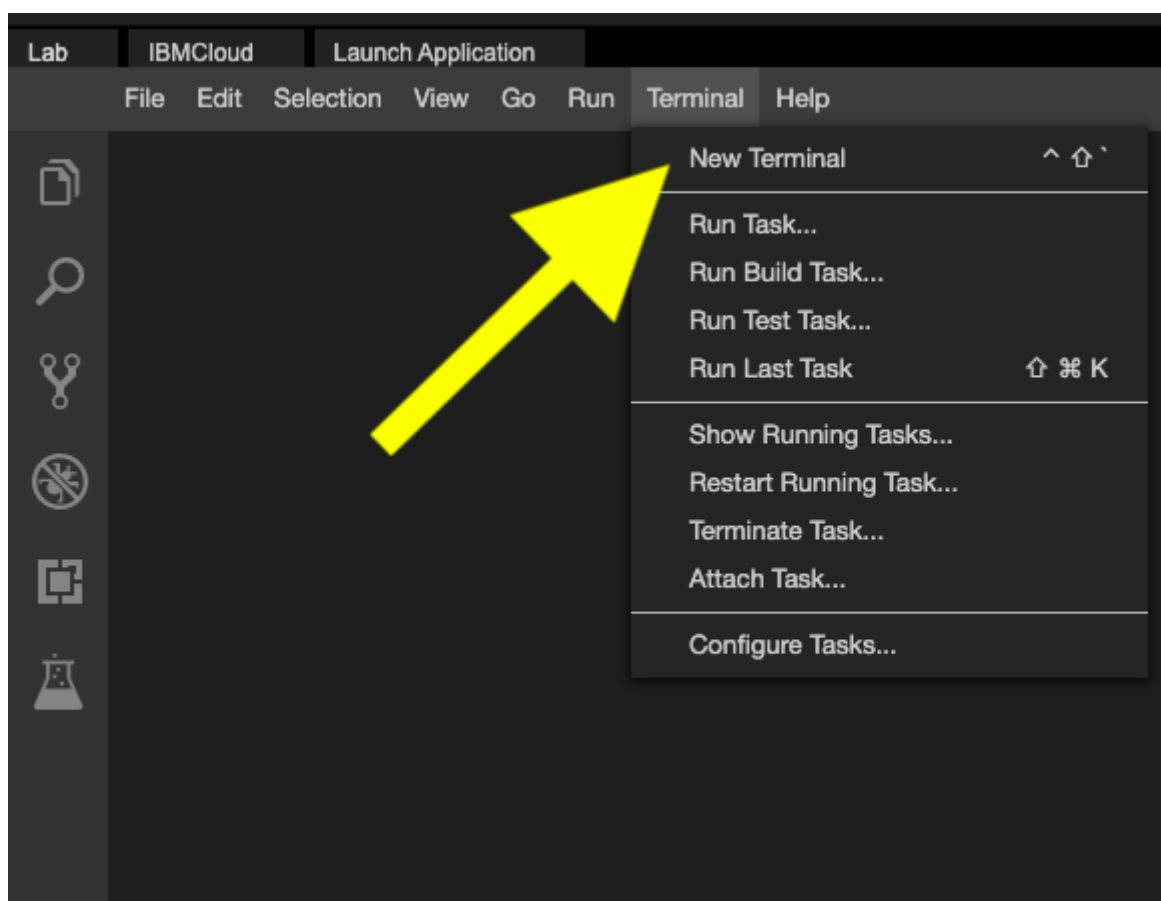 Lab IBMCloud Launch Application
File Edit Selection View Go Run Terminal Help
New Terminal ^ ⇧ `
Run Task...
Run Build Task...
Run Test Task...
Run Last Task ⇧ ⌘ K
Show Running Tasks...
Restart Running Task...
Terminate Task...
Attach Task...
Configure Tasks...